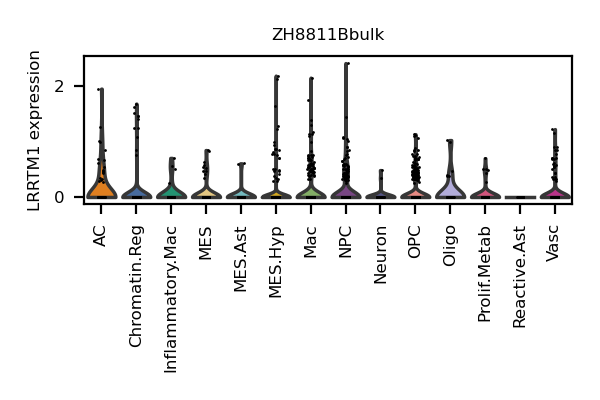 ZH8811Bbulk
LRRTM1 expression
2
0
AC
Chromatin.Reg
Inflammatory.Mac
MES
MES.Ast
MES.Hyp
Mac
NPC
Neuron
OPC
Oligo
Prolif.Metab
Reactive.Ast
Vasc